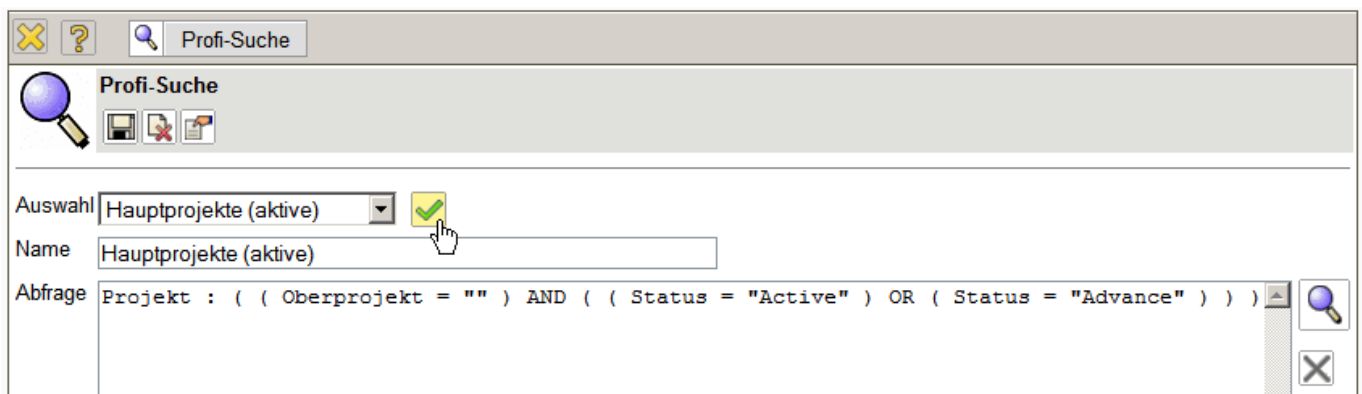 Profi-Suche
Profi-Suche
Auswahl Hauptprojekte (aktive)
Name Hauptprojekte (aktive)
Abfrage Projekt : ( ( Oberprojekt = "" ) AND ( ( Status = "Active" ) OR ( Status = "Advance" ) ) )